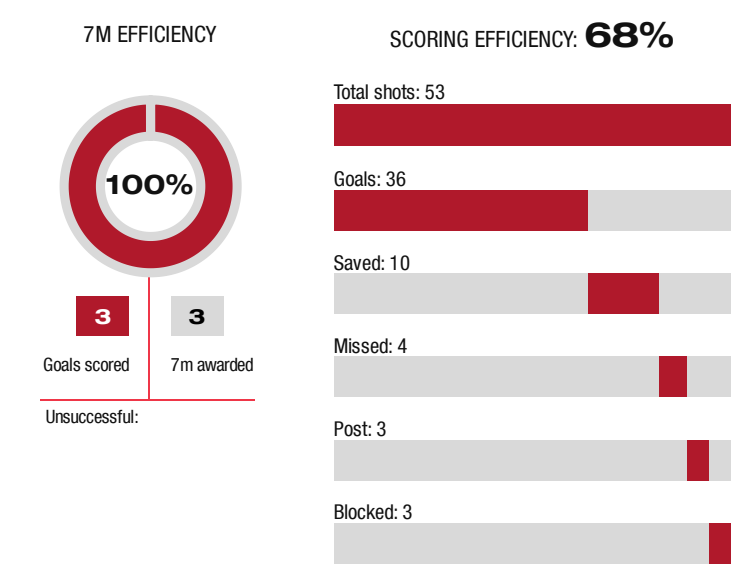 7M EFFICIENCY
100%
3
3
Goals scored
7m awarded
Unsuccessful:
SCORING EFFICIENCY: 68%
Total shots: 53
Goals: 36
Saved: 10
Missed: 4
Post: 3
Blocked: 3